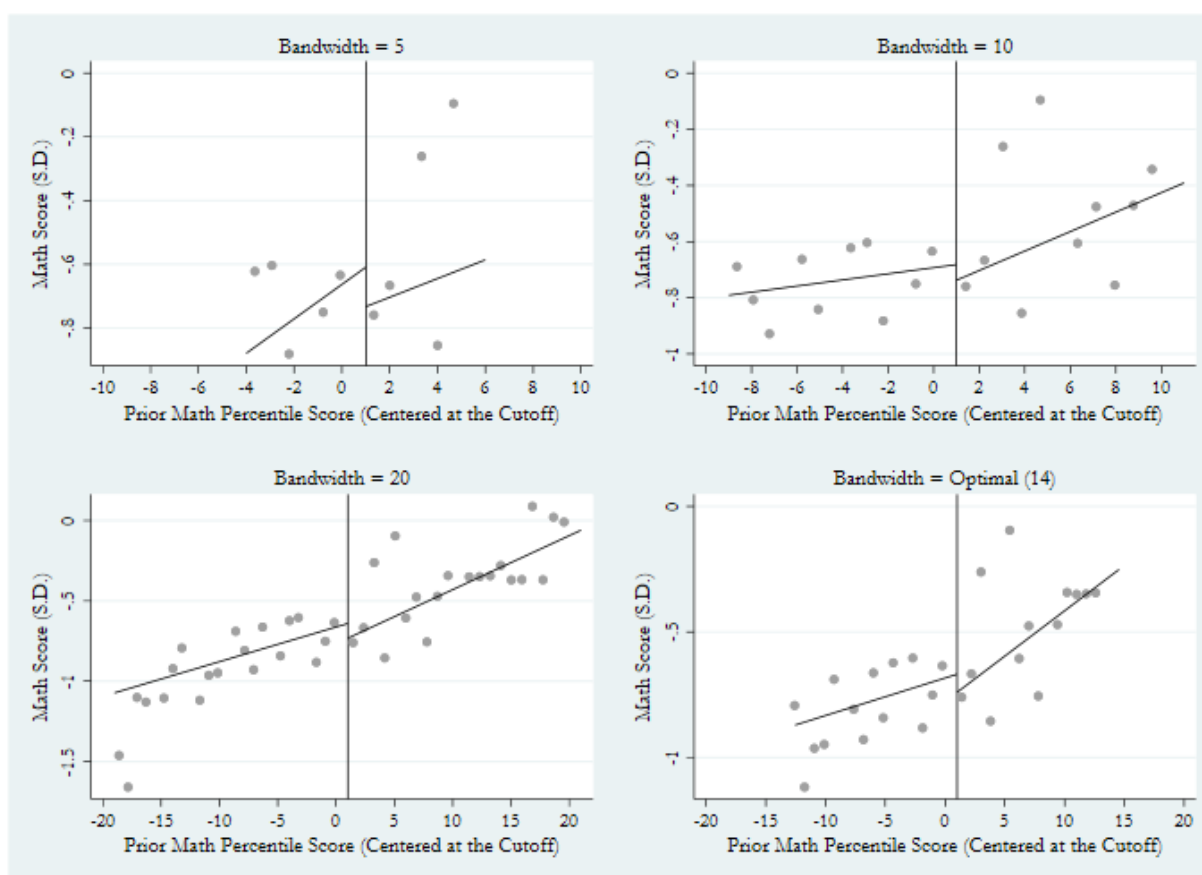 Bandwidth = 5
Math Score (S.D.)
0
-.2
-.4
-.6
-.8
-10 -8 -6 -4 -2 0 2 4 6 8 10
Prior Math Percentile Score (Centered at the Cutoff)
Bandwidth = 10
Math Score (S.D.)
0
-.2
-.4
-.6
-.8
-1
-10 -8 -6 -4 -2 0 2 4 6 8 10
Prior Math Percentile Score (Centered at the Cutoff)
Bandwidth = 20
Math Score (S.D.)
0
-.5
-1
-1.5
-20 -15 -10 -5 0 5 10 15 20
Prior Math Percentile Score (Centered at the Cutoff)
Bandwidth = Optimal (14)
Math Score (S.D.)
0
-.5
-1
-20 -15 -10 -5 0 5 10 15 20
Prior Math Percentile Score (Centered at the Cutoff)